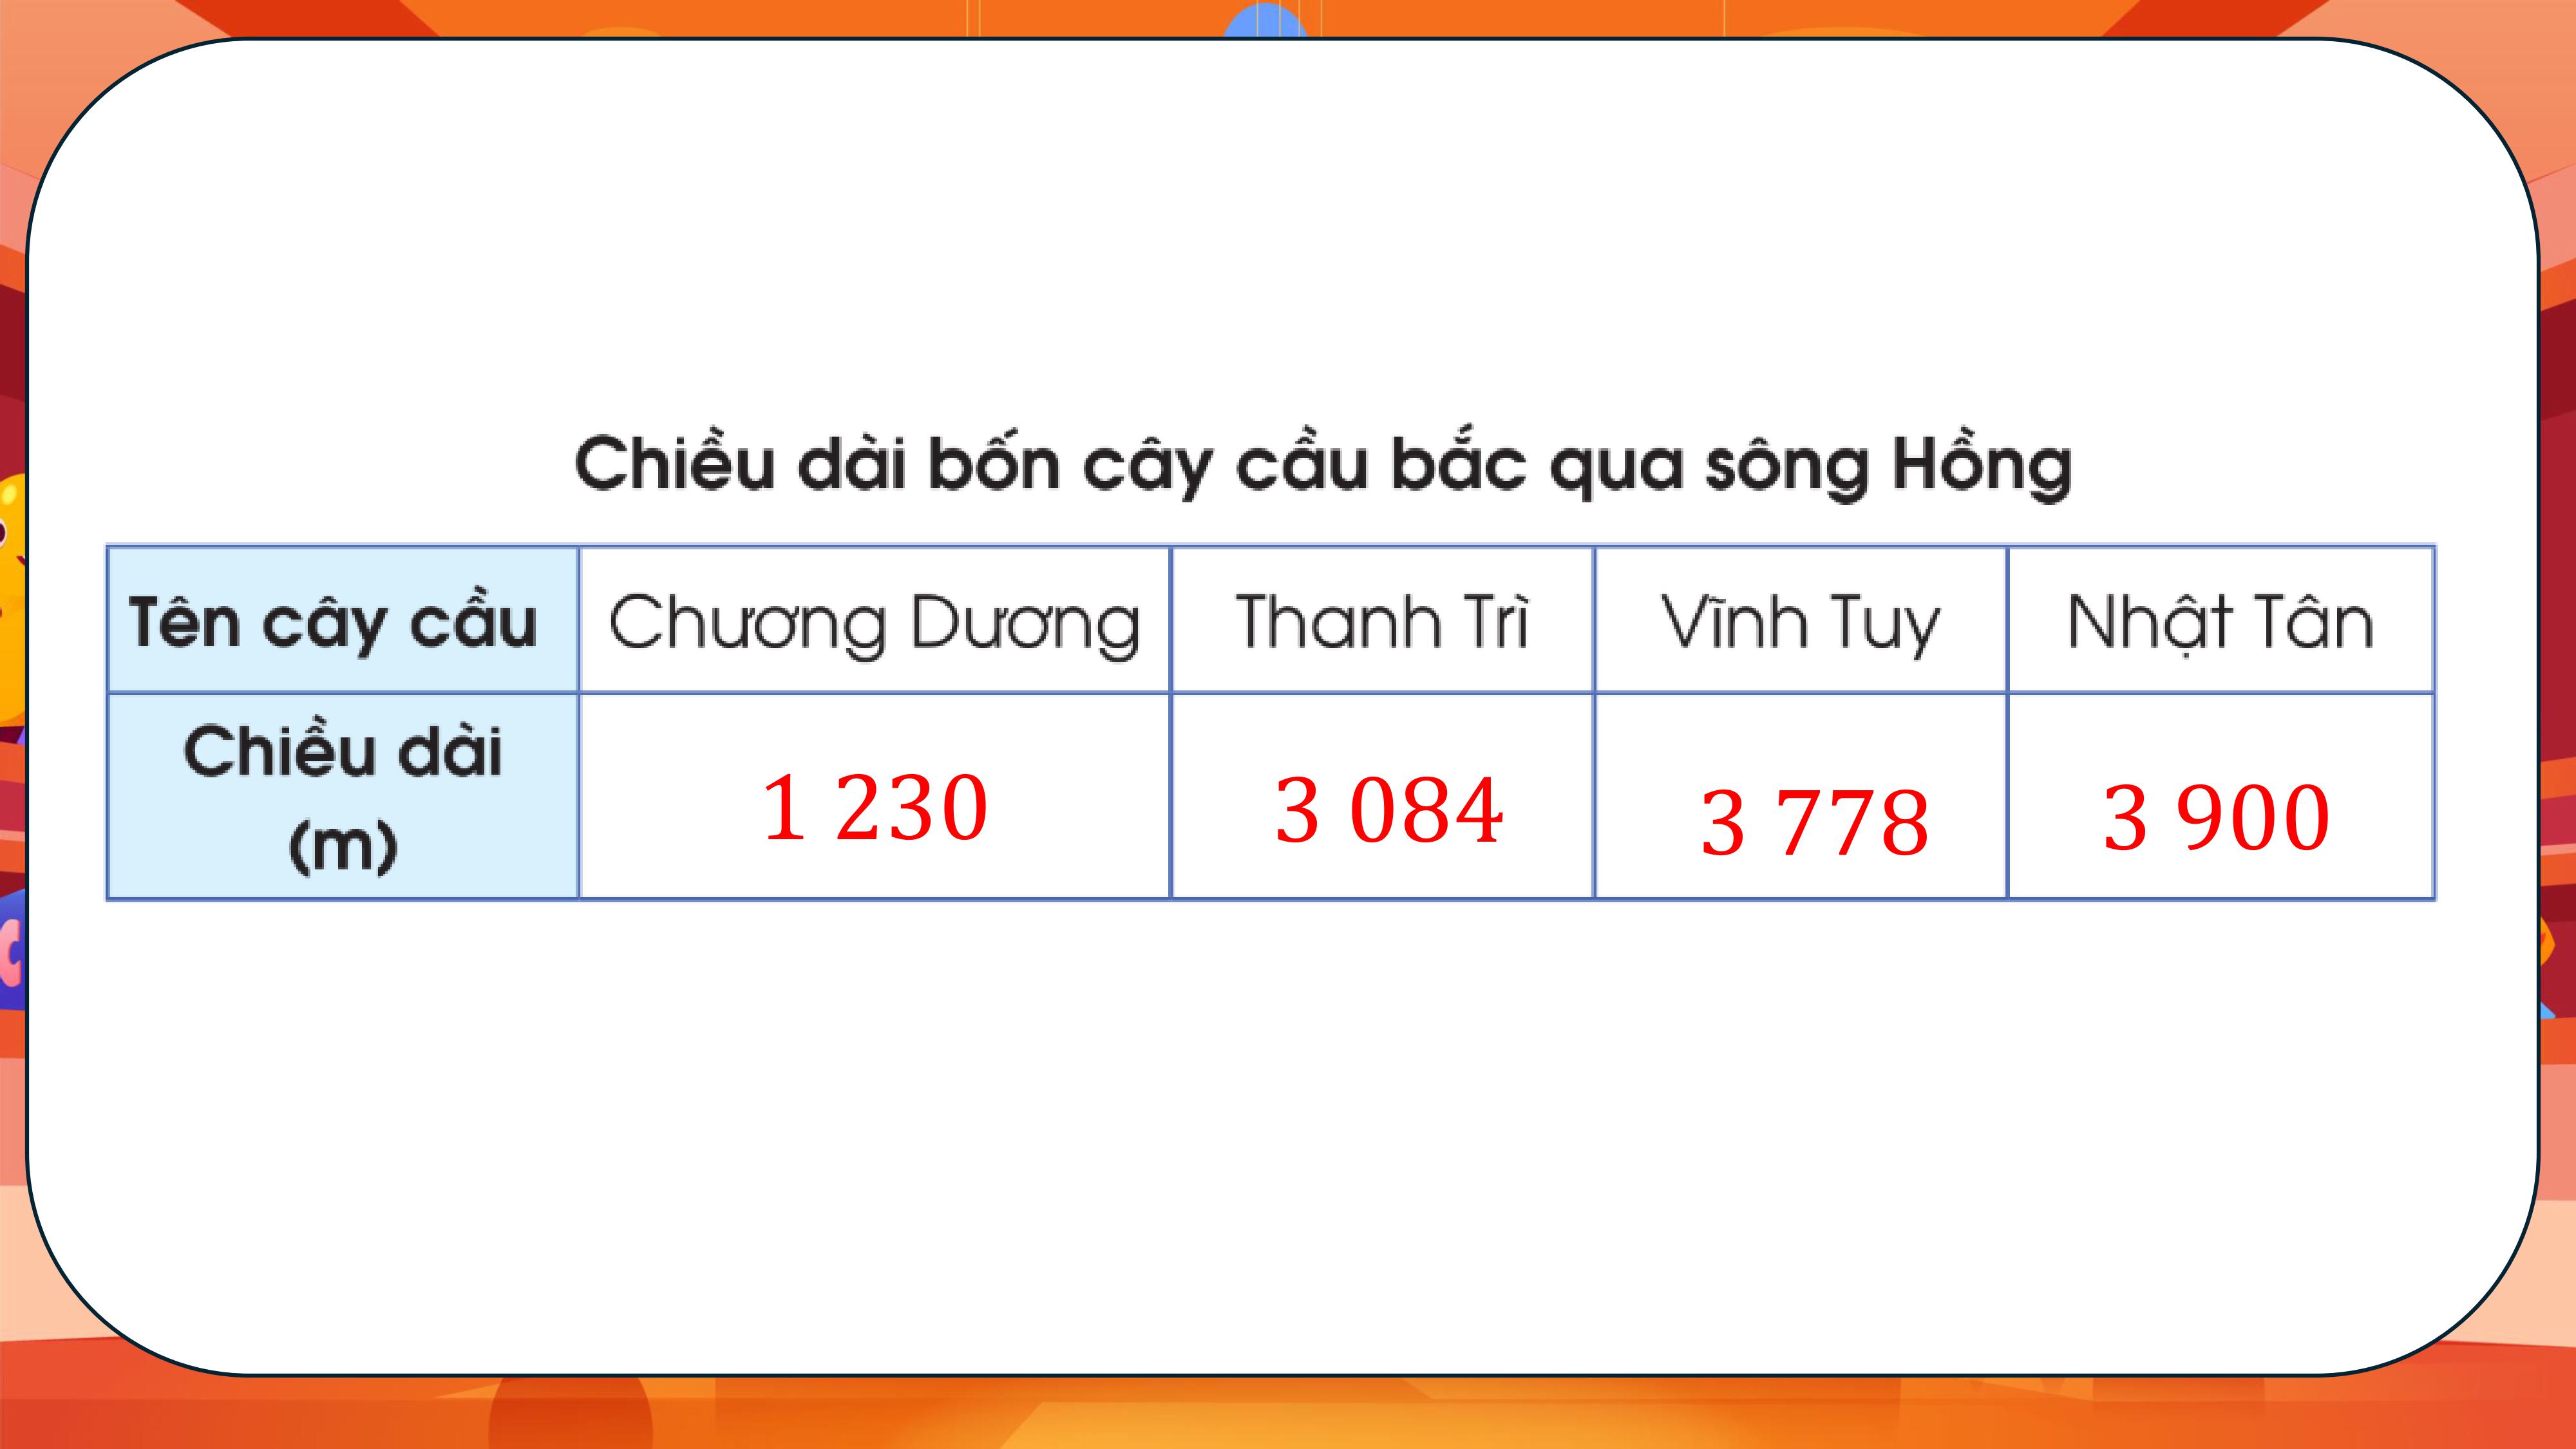 Chiều dài bốn cây cầu bắc qua sông Hồng
Tên cây cầu Chương Dương Thanh Trì Vĩnh Tuy Nhật Tân
Chiều dài
(m) 1 230 3 084 3 778 3 900